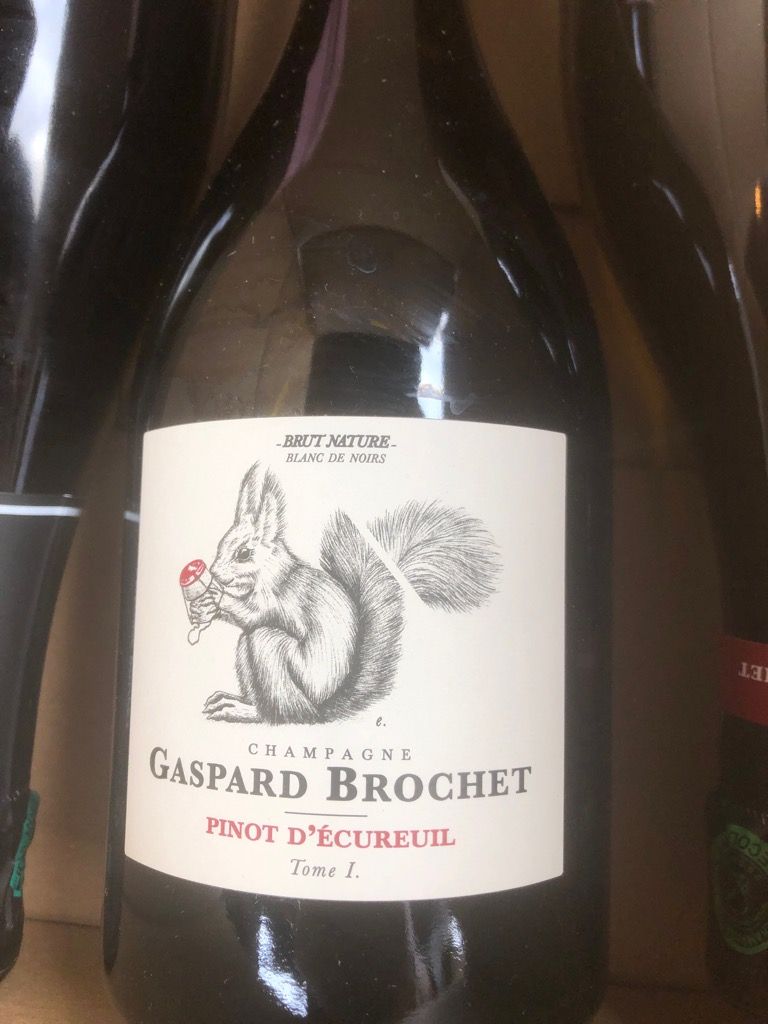 -BRUT NATURE-
BLANC DE NOIRS
e.
CHAMPAGNE
GASPARD BROCHET
PINOT D'ÉCUREUIL
Tome I.